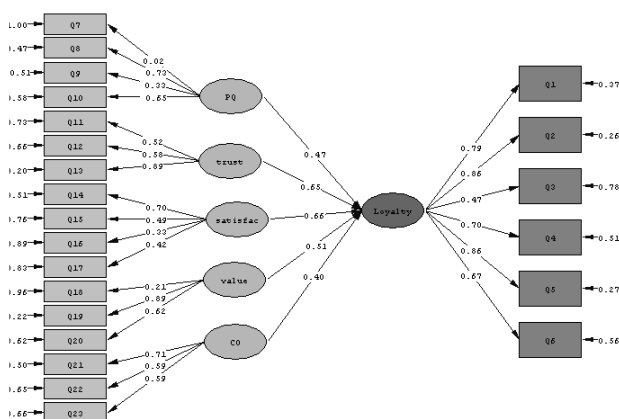 1.00 Q7
0.47 Q8
0.51 Q9
0.58 Q10
0.73 Q11
0.66 Q12
0.20 Q13
0.51 Q14
0.76 Q15
0.89 Q16
0.83 Q17
0.96 Q18
0.22 Q19
0.62 Q20
0.50 Q21
0.65 Q22
0.66 Q23
0.02
0.73
0.33
0.65
0.52
0.58
0.89
0.70
0.49
0.33
0.42
0.21
0.89
0.62
0.71
0.59
0.59
PQ
trust
satisfac
value
CO
0.47
0.65
0.66
0.51
0.40
Loyalty
0.79
0.86
0.47
0.70
0.86
0.67
Q1 0.37
Q2 0.26
Q3 0.78
Q4 0.51
Q5 0.27
Q6 0.56